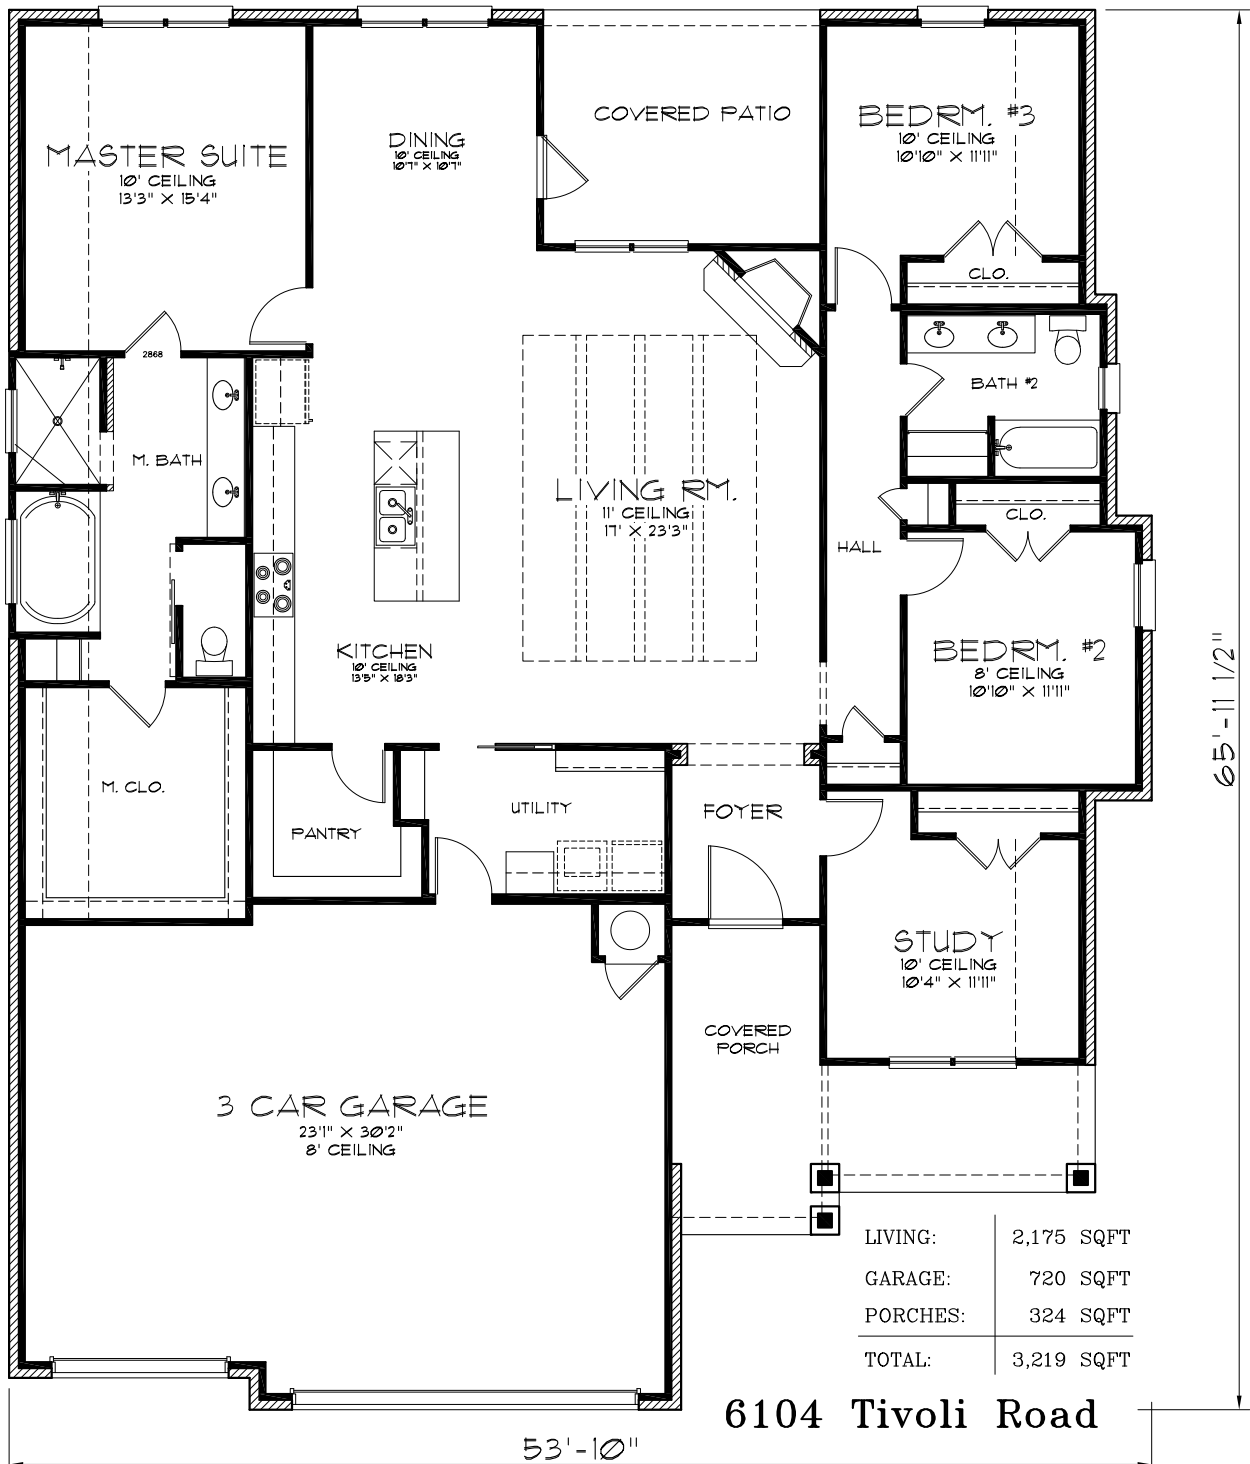 COVERED PATIO
BEDRM. #3
10' CEILING
10'10" X 11'11"
DINING
10' CEILING
10'7" X 10'7"
MASTER SUITE
10' CEILING
13'3" X 15'4"
CLO.
2868
BATH #2
M. BATH
LIVING RM.
11' CEILING
17' X 23'3"
CLO.
HALL
KITCHEN
10' CEILING
13'5" X 18'3"
BEDRM. #2
8' CEILING
10'10" X 11'11"
65'-11 1/2"
M. CLO.
PANTRY
UTILITY
FOYER
STUDY
10' CEILING
10'4" X 11'11"
COVERED
PORCH
3 CAR GARAGE
23'1" X 30'2"
8' CEILING
LIVING: 2,175 SQFT
GARAGE: 720 SQFT
PORCHES: 324 SQFT
TOTAL: 3,219 SQFT
6104 Tivoli Road
53'-10"